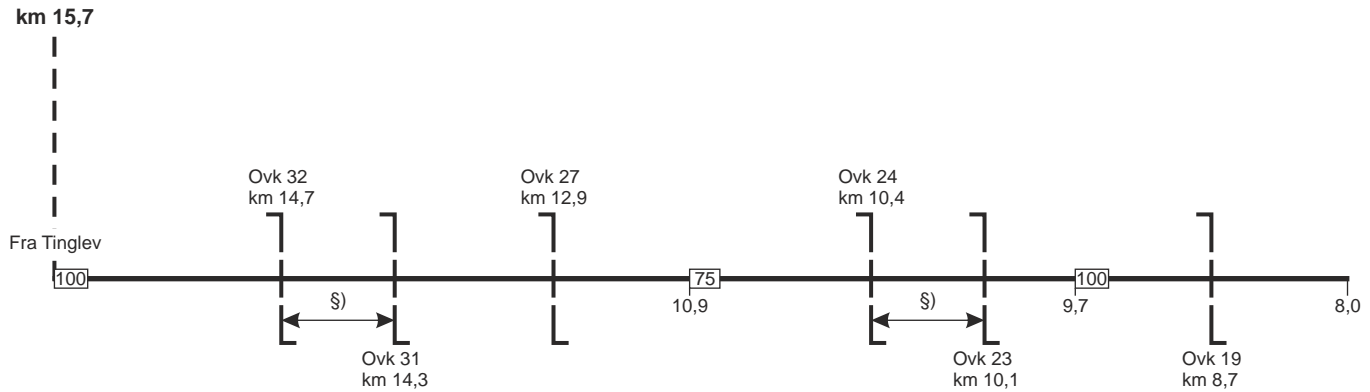 km 15,7
Ovk 32
km 14,7
Ovk 27
km 12,9
Ovk 24
km 10,4
Fra Tinglev
100
75
100
§)
§)
10,9
9,7
8,0
Ovk 31
km 14,3
Ovk 23
km 10,1
Ovk 19
km 8,7